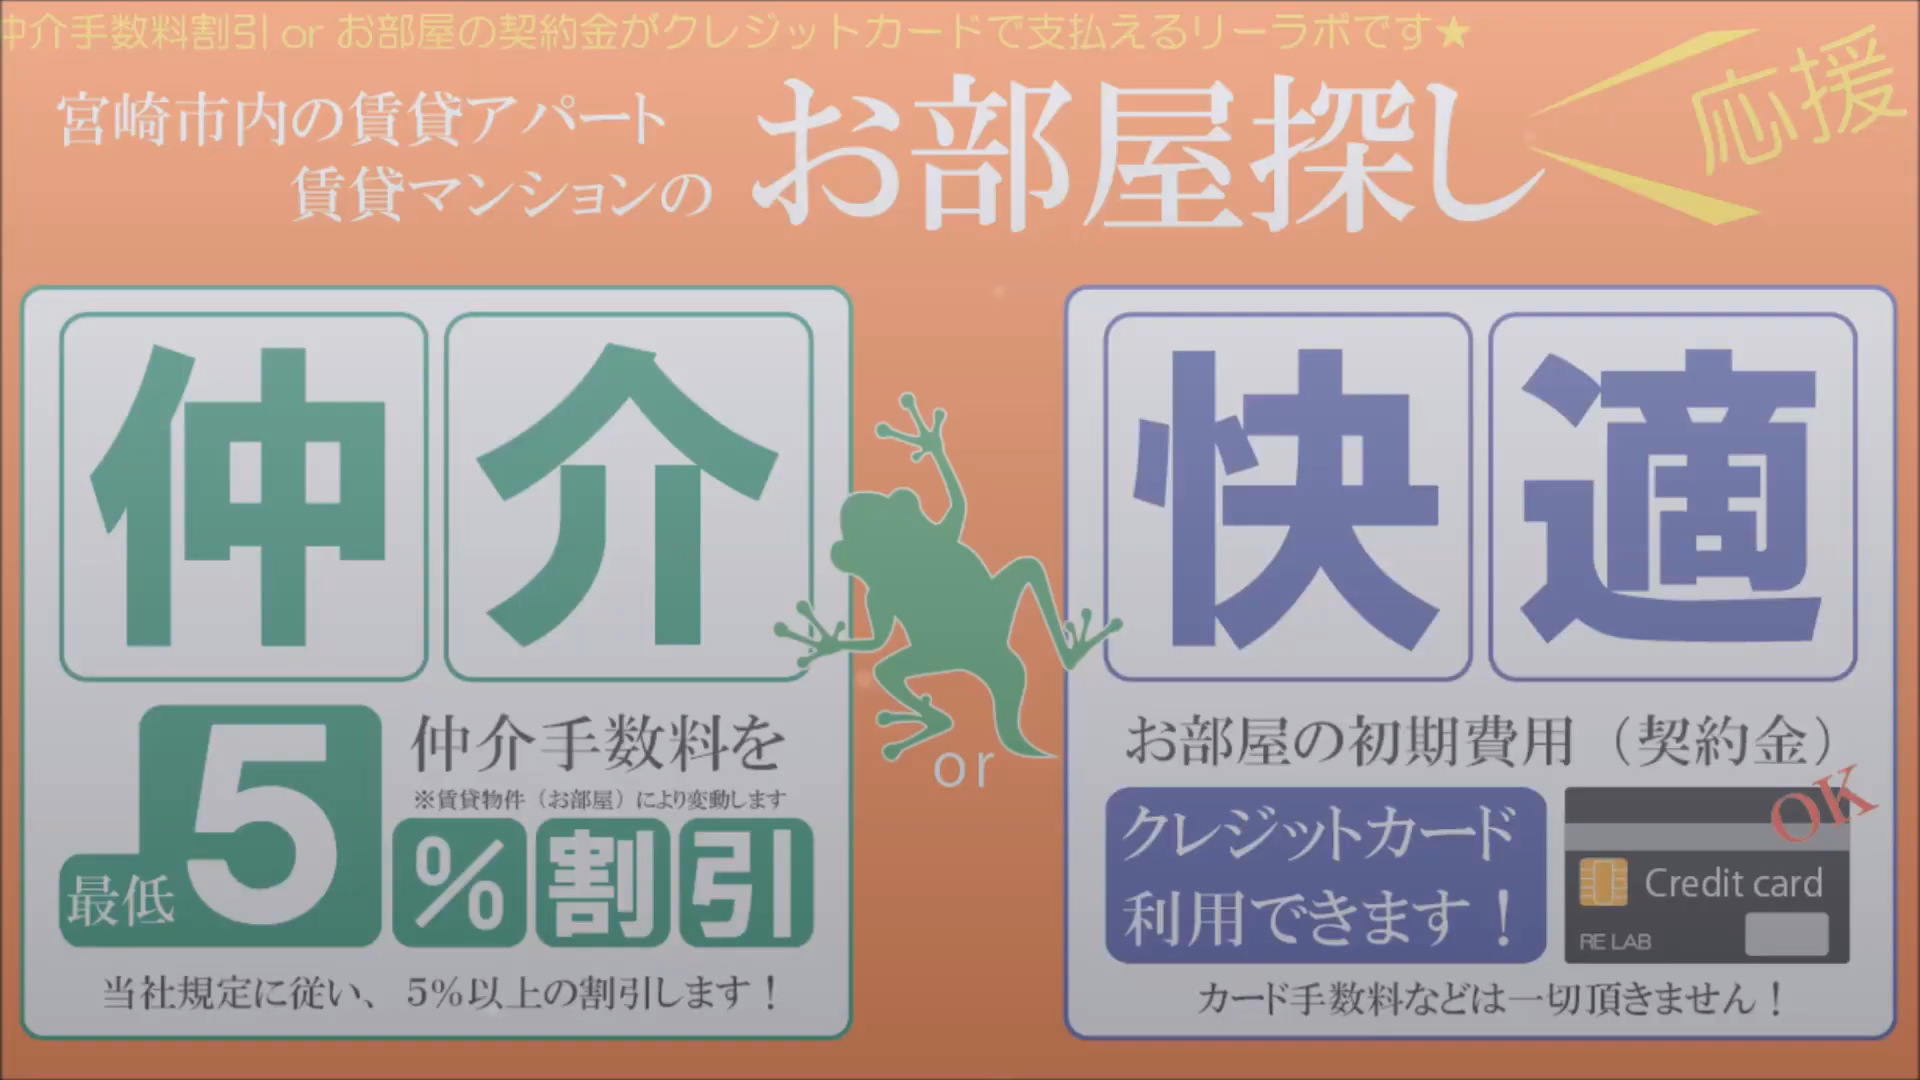 仲介手数料割引 or お部屋の契約金がクレジットカードで支払えるリーラボです★
宮崎市内の賃貸アパート
賃貸マンションの
お部屋探し
応援
仲介
最低5%割引
仲介手数料を
※賃貸物件（お部屋）により変動します
当社規定に従い、5%以上の割引します！
or
快適
お部屋の初期費用（契約金）
クレジットカード
利用できます！
OK
Credit card
RE LAB
カード手数料などは一切頂きません！